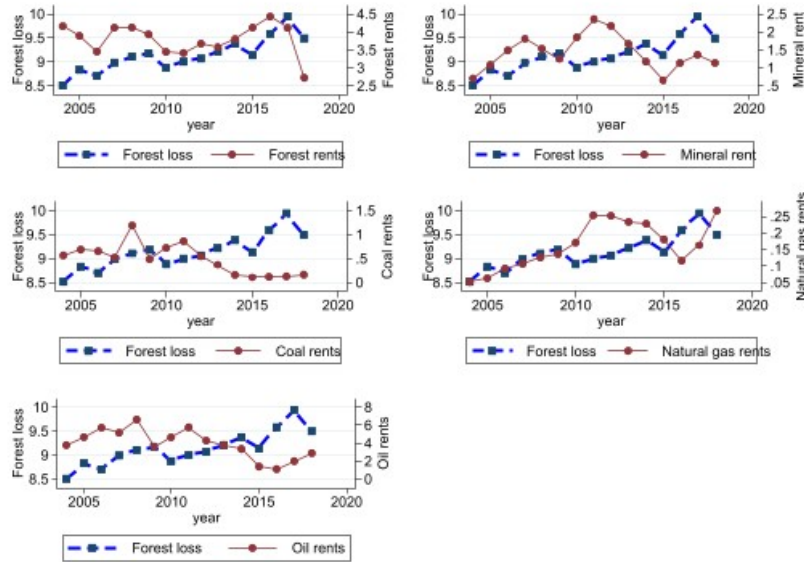 10
9.5
9
8.5
Forest loss
4.5
4
3.5
3
2.5
Forest rents
2005
2010
2015
2020
year
Forest loss
Forest rents
10
9.5
9
8.5
Forest loss
2.5
2
1.5
1
.5
Mineral rent
2005
2010
2015
2020
year
Forest loss
Mineral rent
10
9.5
9
8.5
Forest loss
1.5
1
.5
0
Coal rents
2005
2010
2015
2020
year
Forest loss
Coal rents
10
9.5
9
8.5
Forest loss
.25
.2
.15
.1
.05
Natural gas rents
2005
2010
2015
2020
year
Forest loss
Natural gas rents
10
9.5
9
8.5
Forest loss
8
6
4
2
0
Oil rents
2005
2010
2015
2020
year
Forest loss
Oil rents